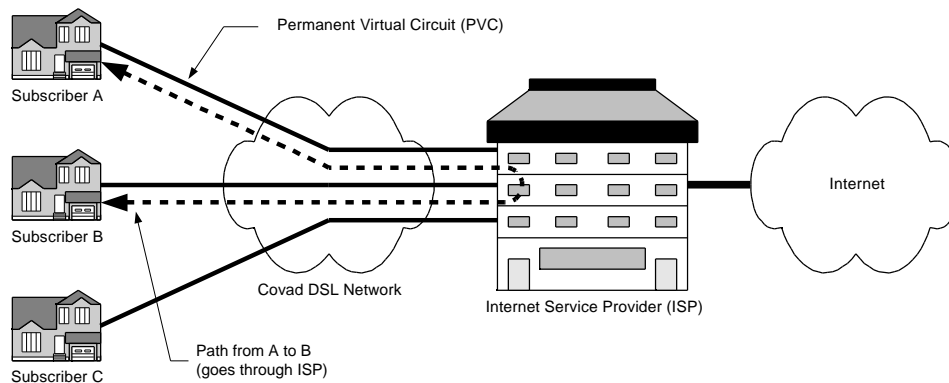 Permanent Virtual Circuit (PVC)
Subscriber A
Internet
Subscriber B
Covad DSL Network
Internet Service Provider (ISP)
Path from A to B
(goes through ISP)
Subscriber C